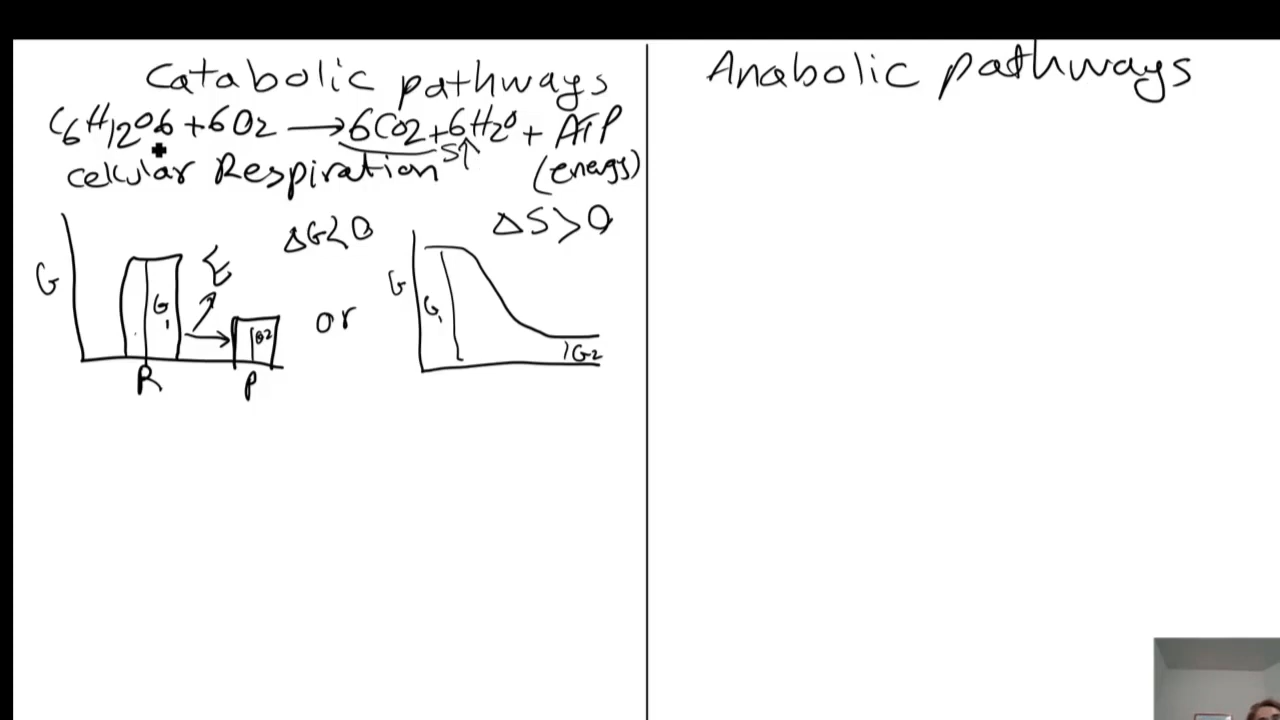 Catabolic pathways
C6H12O6 + 6O2 → 6CO2 + 6H2O + ATP
S↑
Cellular Respiration (energy)
ΔG<0 ΔS>0
G G1 E G2 R P
or
G G1 G2
Anabolic pathways